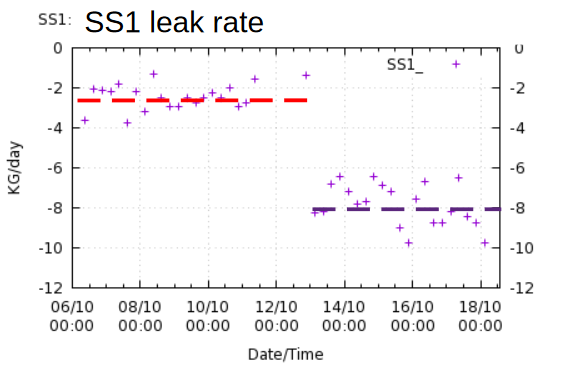 SS1: SS1 leak rate
SS1_
0 0
-2 -2
-4 -4
-6 -6
-8 -8
-10 -10
-12 -12
KG/day
06/10 08/10 10/10 12/10 14/10 16/10 18/10
00:00 00:00 00:00 00:00 00:00 00:00 00:00
Date/Time